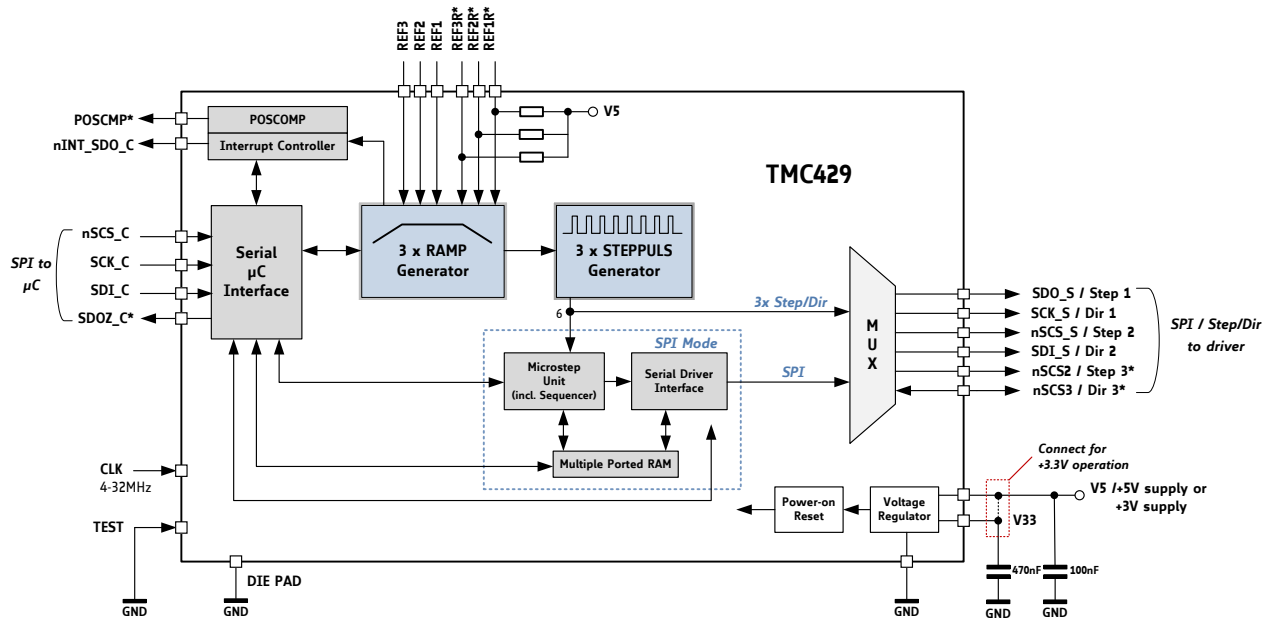 REF3
REF2
REF1
REF3R*
REF2R*
REF1R*
V5
POSCMP*
nINT_SDO_C
POSCOMP
Interrupt Controller
TMC429
SPI to
µC
nSCS_C
SCK_C
SDI_C
SDOZ_C*
Serial
µC
Interface
3 x RAMP
Generator
3 x STEPPULS
Generator
6
3x Step/Dir
SPI Mode
Microstep
Unit
(incl. Sequencer)
Serial Driver
Interface
SPI
Multiple Ported RAM
M
U
X
SDO_S / Step 1
SCK_S / Dir 1
nSCS_S / Step 2
SDI_S / Dir 2
nSCS2 / Step 3*
nSCS3 / Dir 3*
SPI / Step/Dir
to driver
CLK
4-32MHz
TEST
Power-on
Reset
Voltage
Regulator
Connect for
+3.3V operation
V5 /+5V supply or
+3V supply
V33
470nF
100nF
DIE PAD
GND
GND
GND
GND
GND